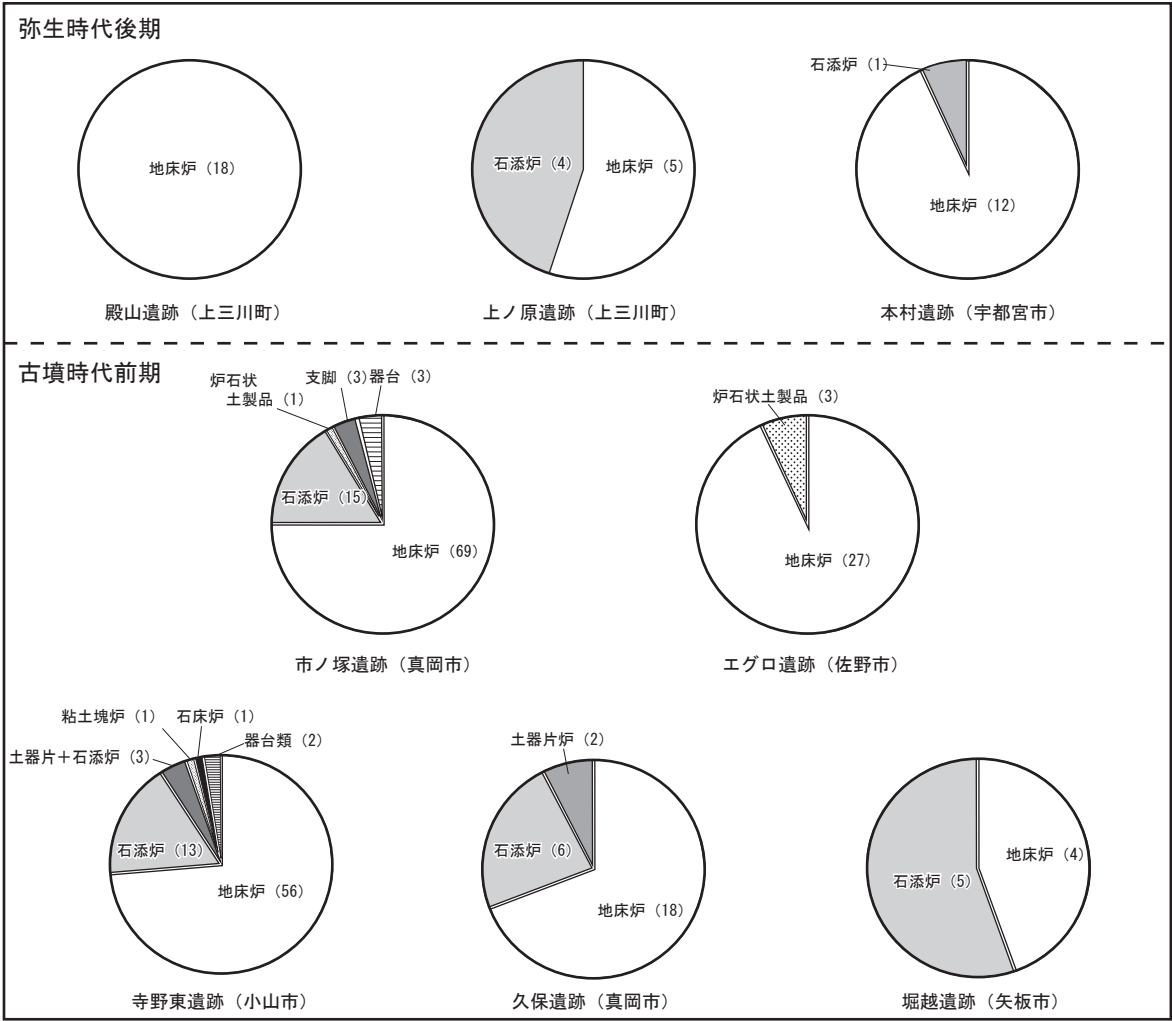 弥生時代後期
地床炉（18）
殿山遺跡（上三川町）
石添炉（4）
地床炉（5）
上ノ原遺跡（上三川町）
石添炉（1）
地床炉（12）
本村遺跡（宇都宮市）
古墳時代前期
炉石状
土製品（1）
支脚（3）
器台（3）
石添炉（15）
地床炉（69）
市ノ塚遺跡（真岡市）
炉石状土製品（3）
地床炉（27）
エグロ遺跡（佐野市）
粘土塊炉（1）
石床炉（1）
土器片＋石添炉（3）
器台類（2）
石添炉（13）
地床炉（56）
寺野東遺跡（小山市）
土器片炉（2）
石添炉（6）
地床炉（18）
久保遺跡（真岡市）
石添炉（5）
地床炉（4）
堀越遺跡（矢板市）